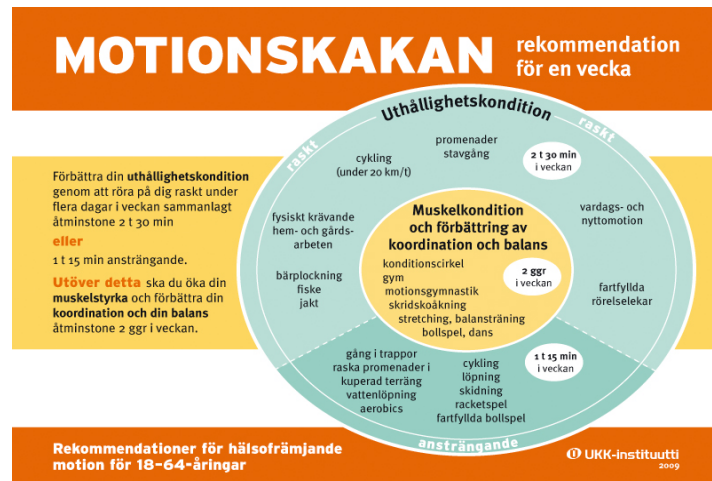 MOTIONSKAKAN
rekommendation
för en vecka
Förbättra din uthållighetskondition
genom att röra på dig raskt under
flera dagar i veckan sammanlagt
åtminstone 2 t 30 min
eller
1 t 15 min ansträngande.
Utöver detta ska du öka din
muskelstyrka och förbättra din
koordination och din balans
åtminstone 2 ggr i veckan.
Uthållighetskondition
raskt
raskt
cykling
(under 20 km/t)
promenader
stavgång
2 t 30 min
i veckan
fysiskt krävande
hem- och gårds-
arbeten
bärplockning
fiske
jakt
vardags- och
nyttomotion
fartfyllda
rörelselekar
Muskelkondition
och förbättring av
koordination och balans
konditionscirkel
gym
motionsgymnastik
skridskoåkning
stretching, balansträning
bollspel, dans
2 ggr
i veckan
gång i trappor
raska promenader i
kuperad terräng
vattenlöpning
aerobics
cykling
löpning
skidning
racketspel
fartfyllda bollspel
1 t 15 min
i veckan
ansträngande
Rekommendationer för hälsofrämjande
motion för 18–64-åringar
UKK-instituutti
2009